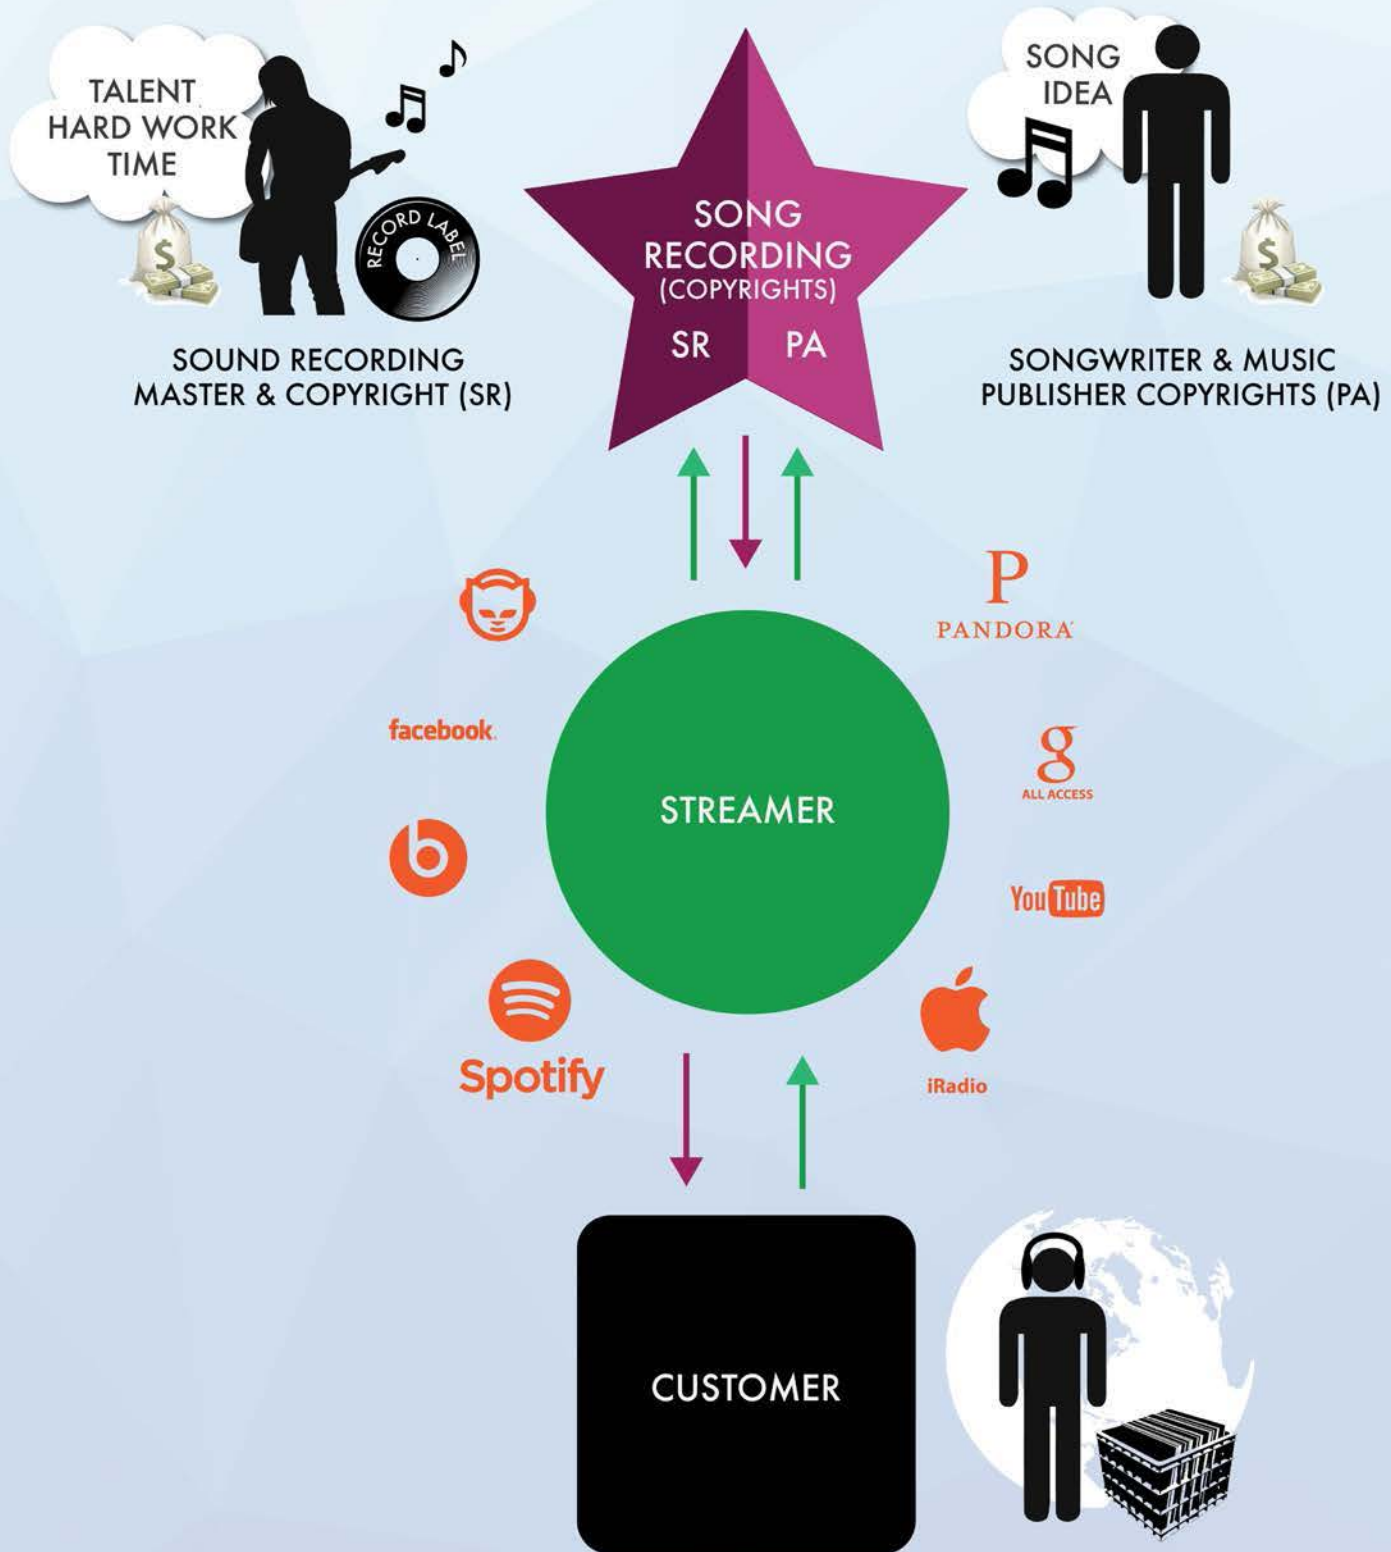 TALENT
HARD WORK
TIME
$
RECORD LABEL
SOUND RECORDING
MASTER & COPYRIGHT (SR)
SONG
RECORDING
(COPYRIGHTS)
SR PA
SONG
IDEA
$
SONGWRITER & MUSIC
PUBLISHER COPYRIGHTS (PA)
P
PANDORA
facebook.
g
ALL ACCESS
STREAMER
b
YouTube
Spotify
iRadio
CUSTOMER